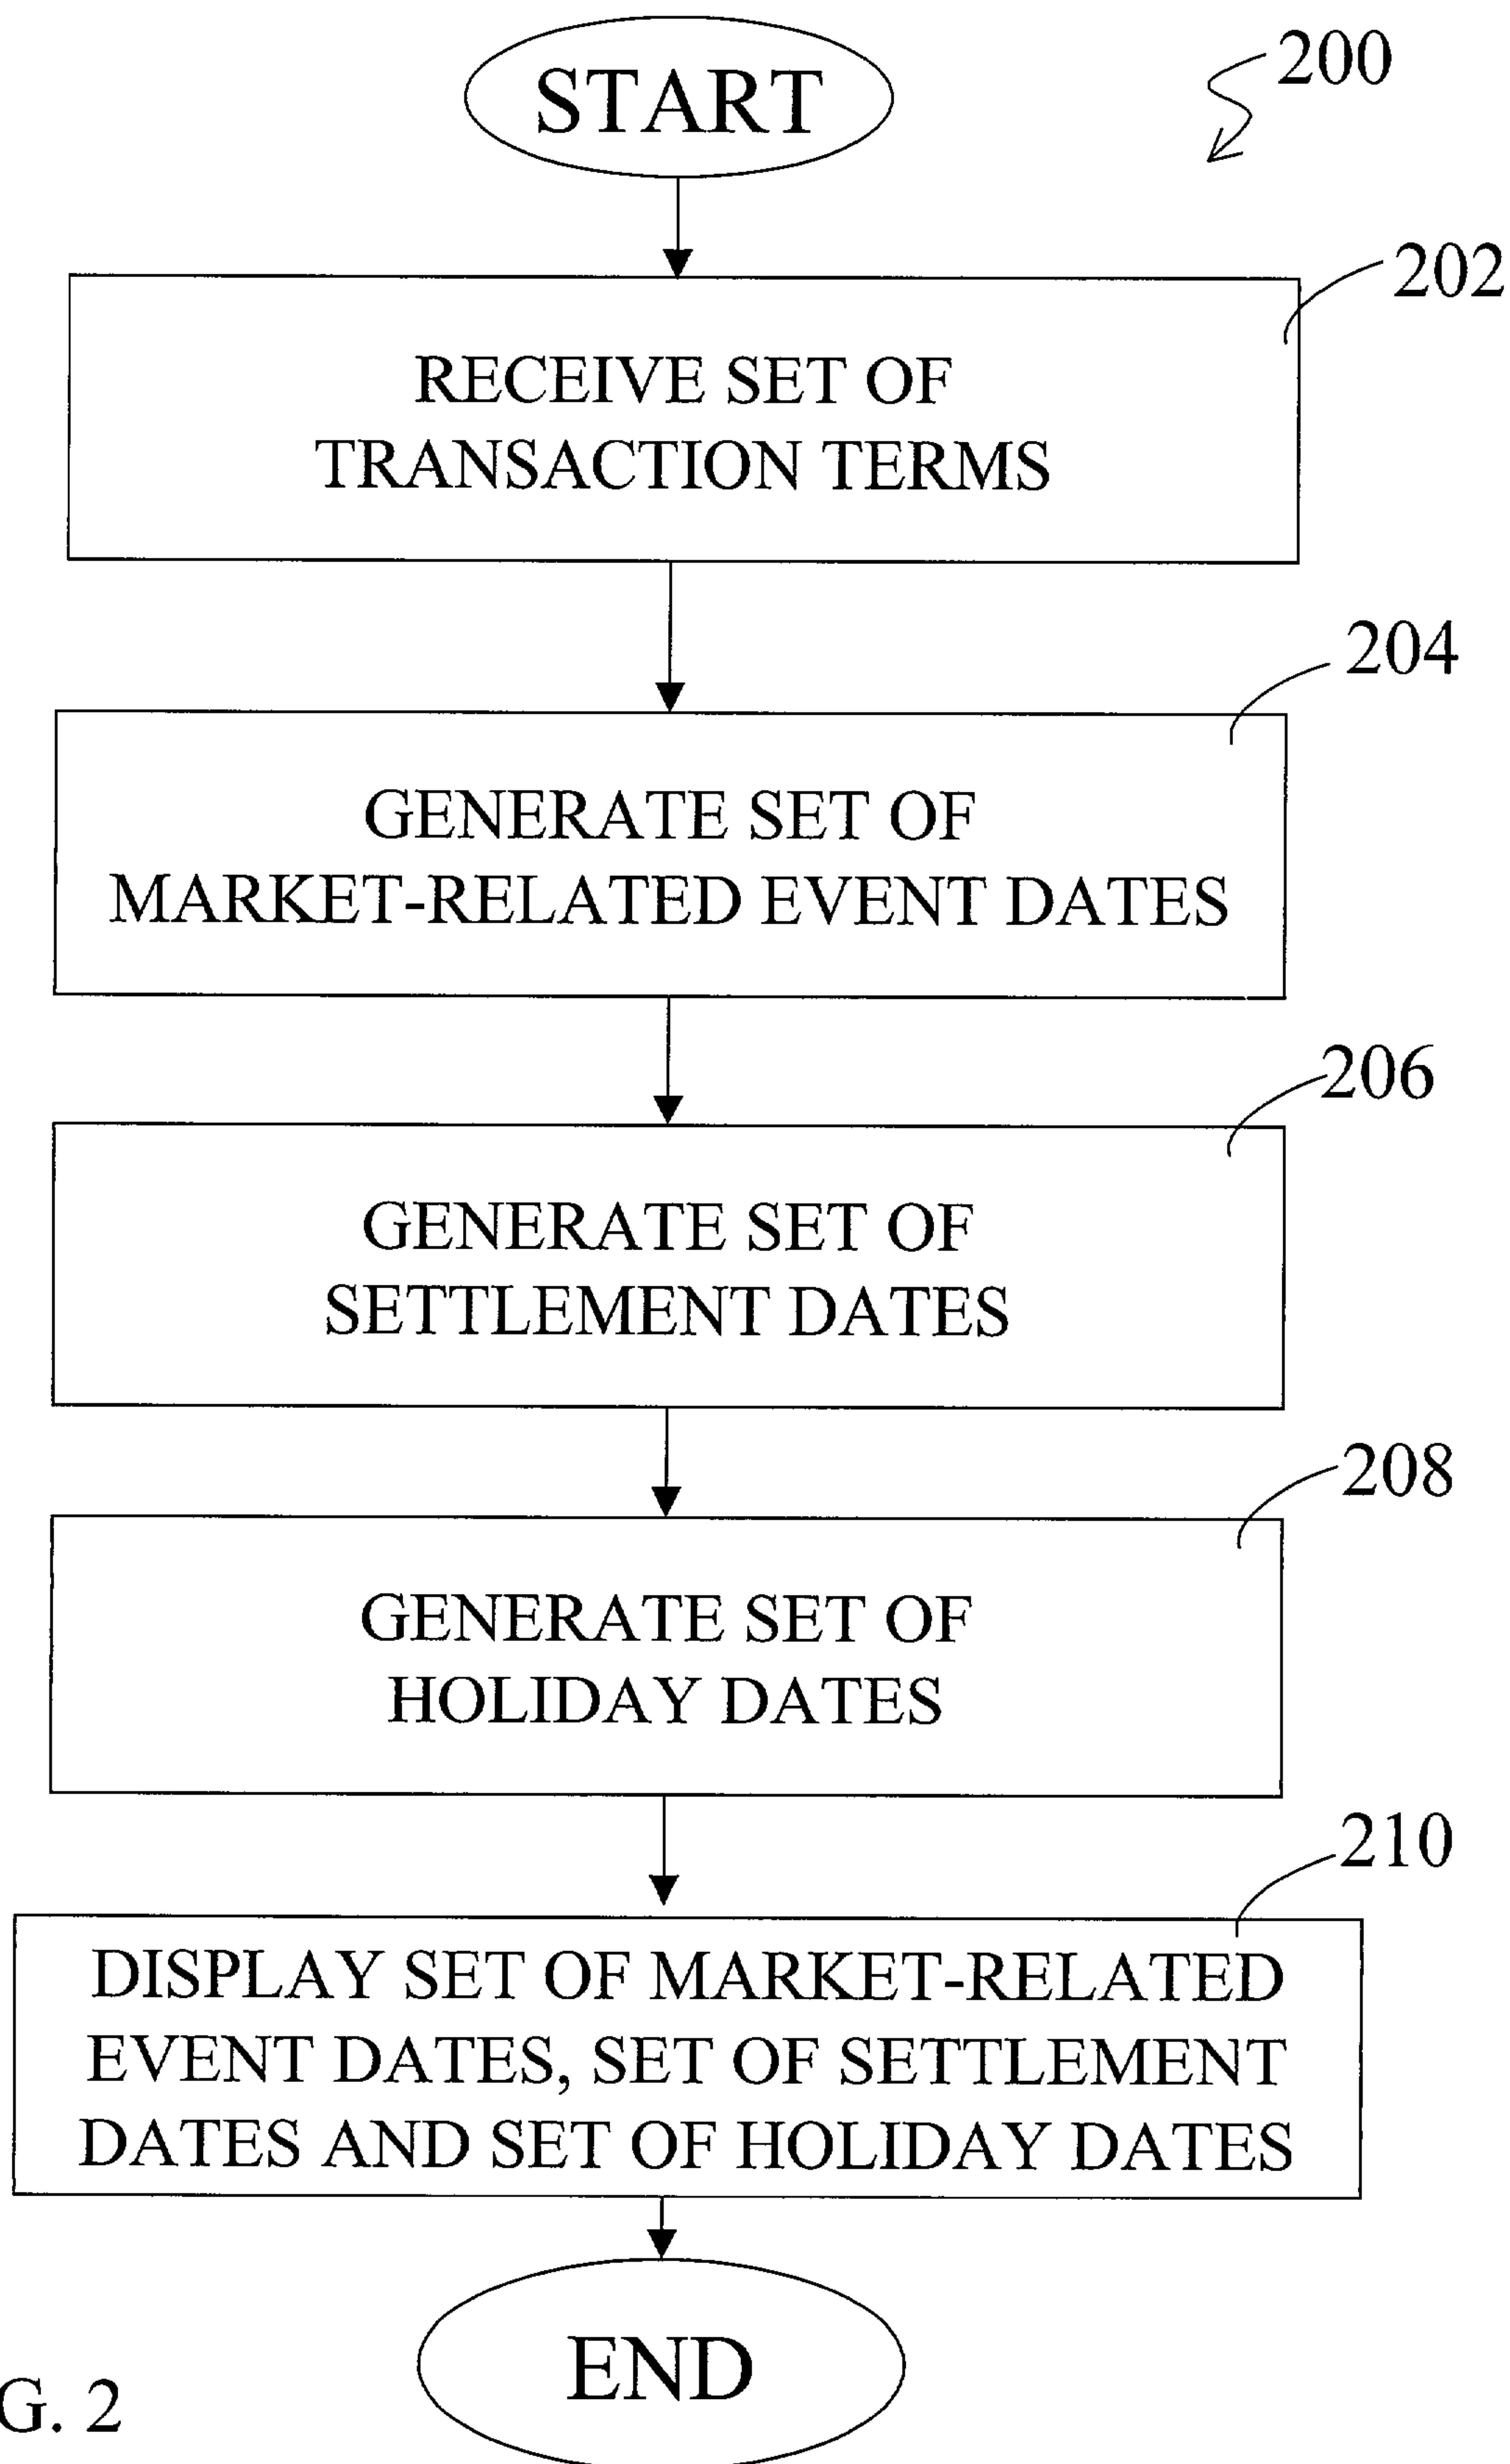 START
200
202
RECEIVE SET OF
TRANSACTION TERMS
204
GENERATE SET OF
MARKET-RELATED EVENT DATES
206
GENERATE SET OF
SETTLEMENT DATES
208
GENERATE SET OF
HOLIDAY DATES
210
DISPLAY SET OF MARKET-RELATED
EVENT DATES, SET OF SETTLEMENT
DATES AND SET OF HOLIDAY DATES
END
G. 2